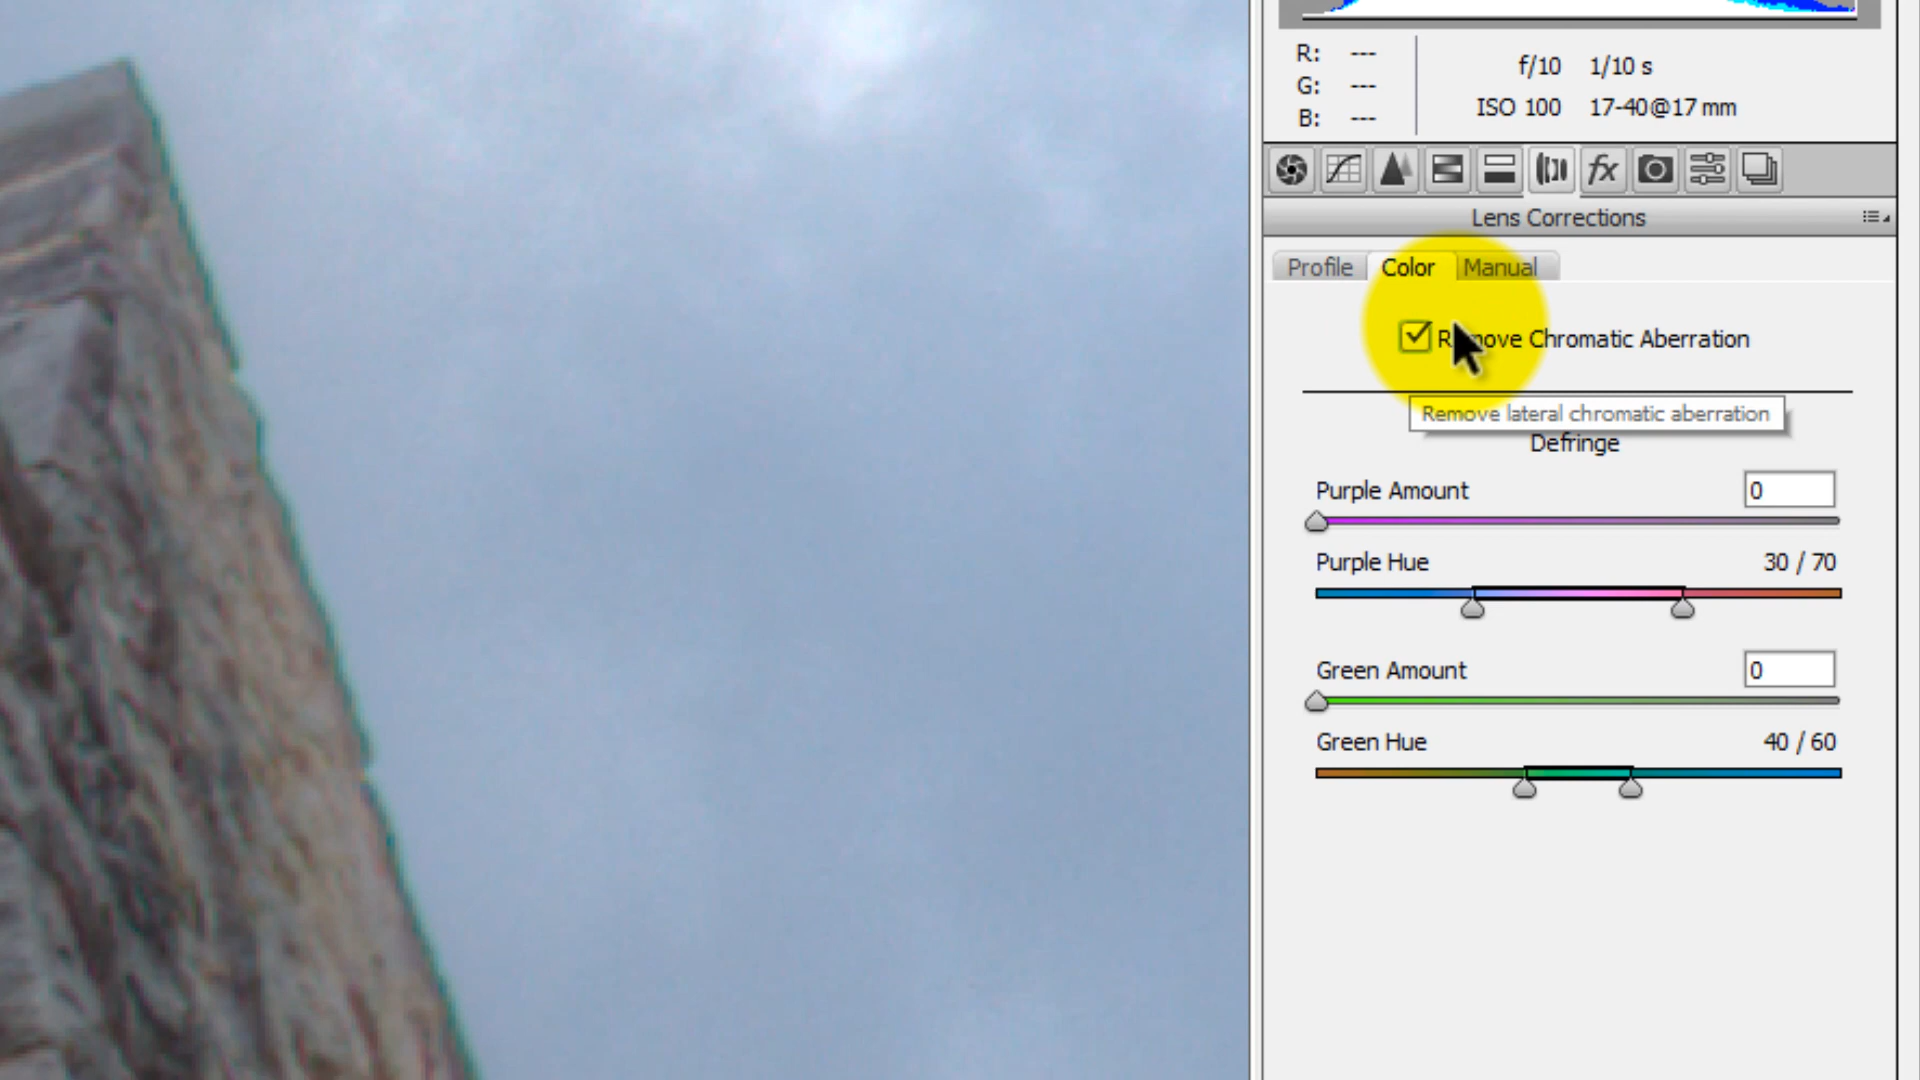 R: ---
G: ---
B: ---
f/10 1/10 s
ISO 100 17-40@17 mm
fx
Lens Corrections
Profile Color Manual
Remove Chromatic Aberration
Remove lateral chromatic aberration
Defringe
Purple Amount 0
Purple Hue 30 / 70
Green Amount 0
Green Hue 40 / 60